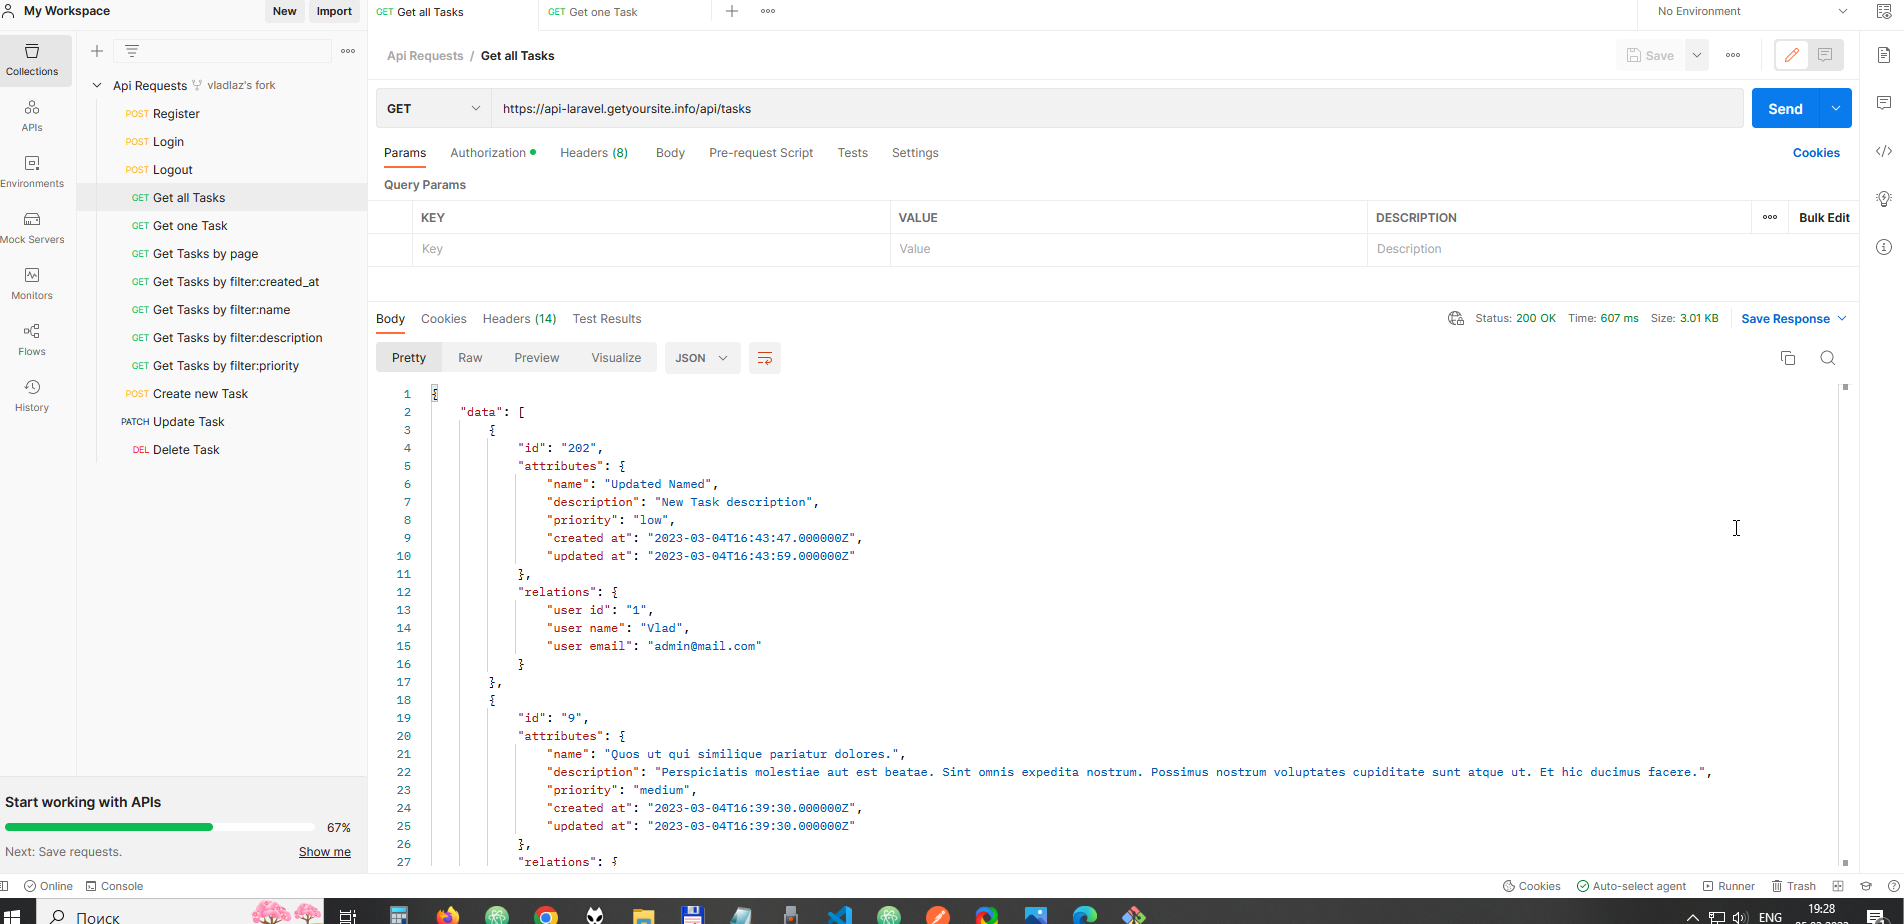 My Workspace
New
Import
GET Get all Tasks
GET Get one Task
No Environment
Collections
APIs
Environments
Mock Servers
Monitors
Flows
History
Api Requests vladlaz's fork
POST Register
POST Login
POST Logout
GET Get all Tasks
GET Get one Task
GET Get Tasks by page
GET Get Tasks by filter:created_at
GET Get Tasks by filter:name
GET Get Tasks by filter:description
GET Get Tasks by filter:priority
POST Create new Task
PATCH Update Task
DEL Delete Task
Start working with APIs
67%
Next: Save requests. Show me
Api Requests / Get all Tasks
Save
GET https://api-laravel.getyoursite.info/api/tasks
Send
Params Authorization Headers (8) Body Pre-request Script Tests Settings Cookies
Query Params
KEY VALUE DESCRIPTION Bulk Edit
Key Value Description
Body Cookies Headers (14) Test Results Status: 200 OK Time: 607 ms Size: 3.01 KB Save Response
Pretty Raw Preview Visualize JSON
1 {
2 "data": [
3 {
4 "id": "202",
5 "attributes": {
6 "name": "Updated Named",
7 "description": "New Task description",
8 "priority": "low",
9 "created at": "2023-03-04T16:43:47.000000Z",
10 "updated at": "2023-03-04T16:43:59.000000Z"
11 },
12 "relations": {
13 "user id": "1",
14 "user name": "Vlad",
15 "user email": "admin@mail.com"
16 }
17 },
18 {
19 "id": "9",
20 "attributes": {
21 "name": "Quos ut qui similique pariatur dolores.",
22 "description": "Perspiciatis molestiae aut est beatae. Sint omnis expedita nostrum. Possimus nostrum voluptates cupiditate sunt atque ut. Et hic ducimus facere.",
23 "priority": "medium",
24 "created at": "2023-03-04T16:39:30.000000Z",
25 "updated at": "2023-03-04T16:39:30.000000Z"
26 },
27 "relations": {
Online Console Cookies Auto-select agent Runner Trash
Поиск
ENG
19:28